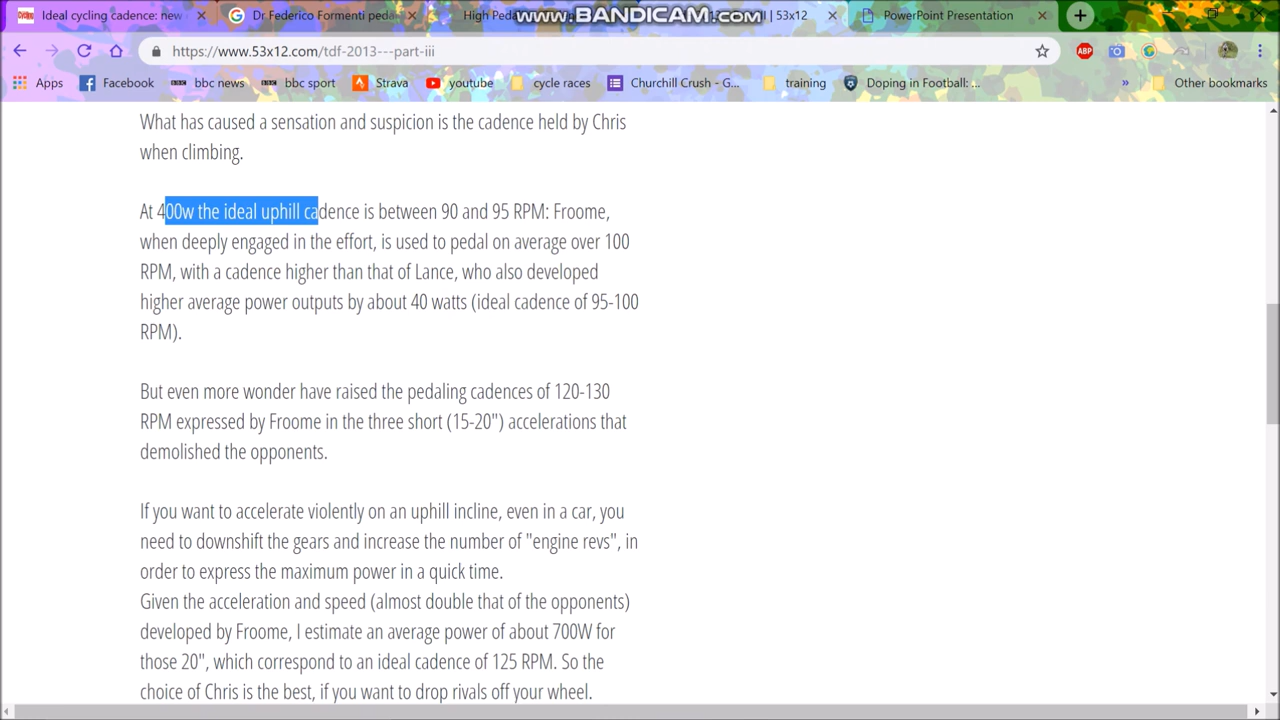 Ideal cycling cadence: new
Dr Federico Formenti peda
High Peda
www.BANDICAM.com
ll | 53x12
PowerPoint Presentation
https://www.53x12.com/tdf-2013---part-iii
ABP
Apps
Facebook
bbc news
bbc sport
Strava
youtube
cycle races
Churchill Crush - G...
training
Doping in Football: ...
»
Other bookmarks
What has caused a sensation and suspicion is the cadence held by Chris
when climbing.
At 400w the ideal uphill cadence is between 90 and 95 RPM: Froome,
when deeply engaged in the effort, is used to pedal on average over 100
RPM, with a cadence higher than that of Lance, who also developed
higher average power outputs by about 40 watts (ideal cadence of 95-100
RPM).
But even more wonder have raised the pedaling cadences of 120-130
RPM expressed by Froome in the three short (15-20") accelerations that
demolished the opponents.
If you want to accelerate violently on an uphill incline, even in a car, you
need to downshift the gears and increase the number of "engine revs", in
order to express the maximum power in a quick time.
Given the acceleration and speed (almost double that of the opponents)
developed by Froome, I estimate an average power of about 700W for
those 20", which correspond to an ideal cadence of 125 RPM. So the
choice of Chris is the best, if you want to drop rivals off your wheel.